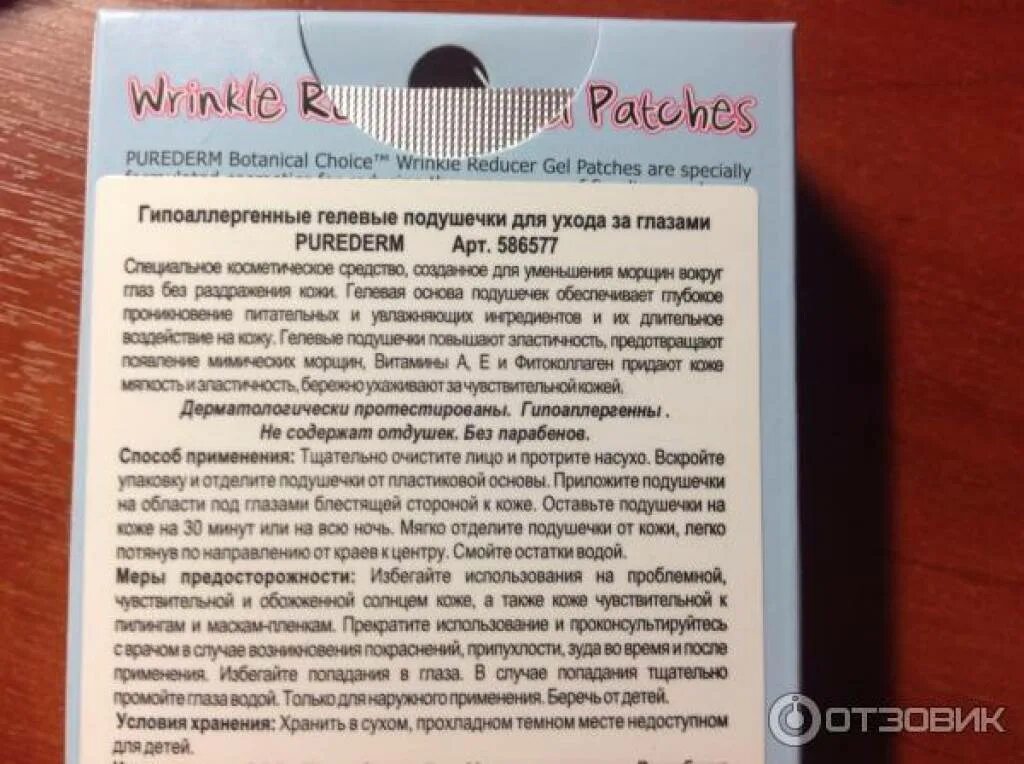 Wrinkle Patches
PUREDERM Botanical Choice™ Wrinkle Reducer Gel Patches are specially
Гипоаллергенные гелевые подушечки для ухода за глазами
PUREDERM Арт. 586577
Специальное косметическое средство, созданное для уменьшения морщин вокруг
глаз без раздражения кожи. Гелевая основа подушечек обеспечивает глубокое
проникновение питательных и увлажняющих ингредиентов и их длительное
воздействие на кожу. Гелевые подушечки повышают эластичность, предотвращают
появление мимических морщин, Витамины А, Е и Фитоколлаген придают коже
мягкость и эластичность, бережно ухаживают за чувствительной кожей.
Дерматологически протестированы. Гипоаллергенны .
Не содержат отдушек. Без парабенов.
Способ применения: Тщательно очистите лицо и протрите насухо. Вскройте
упаковку и отделите подушечки от пластиковой основы. Приложите подушечки
на области под глазами блестящей стороной к коже. Оставьте подушечки на
коже на 30 минут или на всю ночь. Мягко отделите подушечки от кожи, легко
потянув по направлению от краев к центру. Смойте остатки водой.
Меры предосторожности: Избегайте использования на проблемной,
чувствительной и обожженной солнцем коже, а также коже чувствительной к
пилингам и маскам-пленкам. Прекратите использование и проконсультируйтесь
с врачом в случае возникновения покраснений, припухлости, зуда во время и после
применения. Избегайте попадания в глаза. В случае попадания тщательно
промойте глаза водой. Только для наружного применения. Беречь от детей.
Условия хранения: Хранить в сухом, прохладном темном месте недоступном
для детей.
ОТЗОВИК